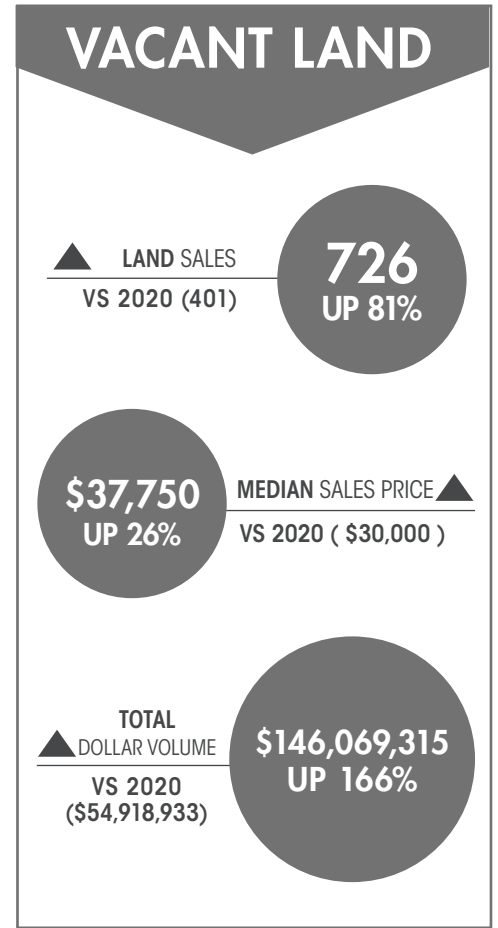 VACANT LAND
LAND SALES
VS 2020 (401)
726
UP 81%
$37,750
UP 26%
MEDIAN SALES PRICE
VS 2020 ( $30,000 )
TOTAL
DOLLAR VOLUME
VS 2020
($54,918,933)
$146,069,315
UP 166%